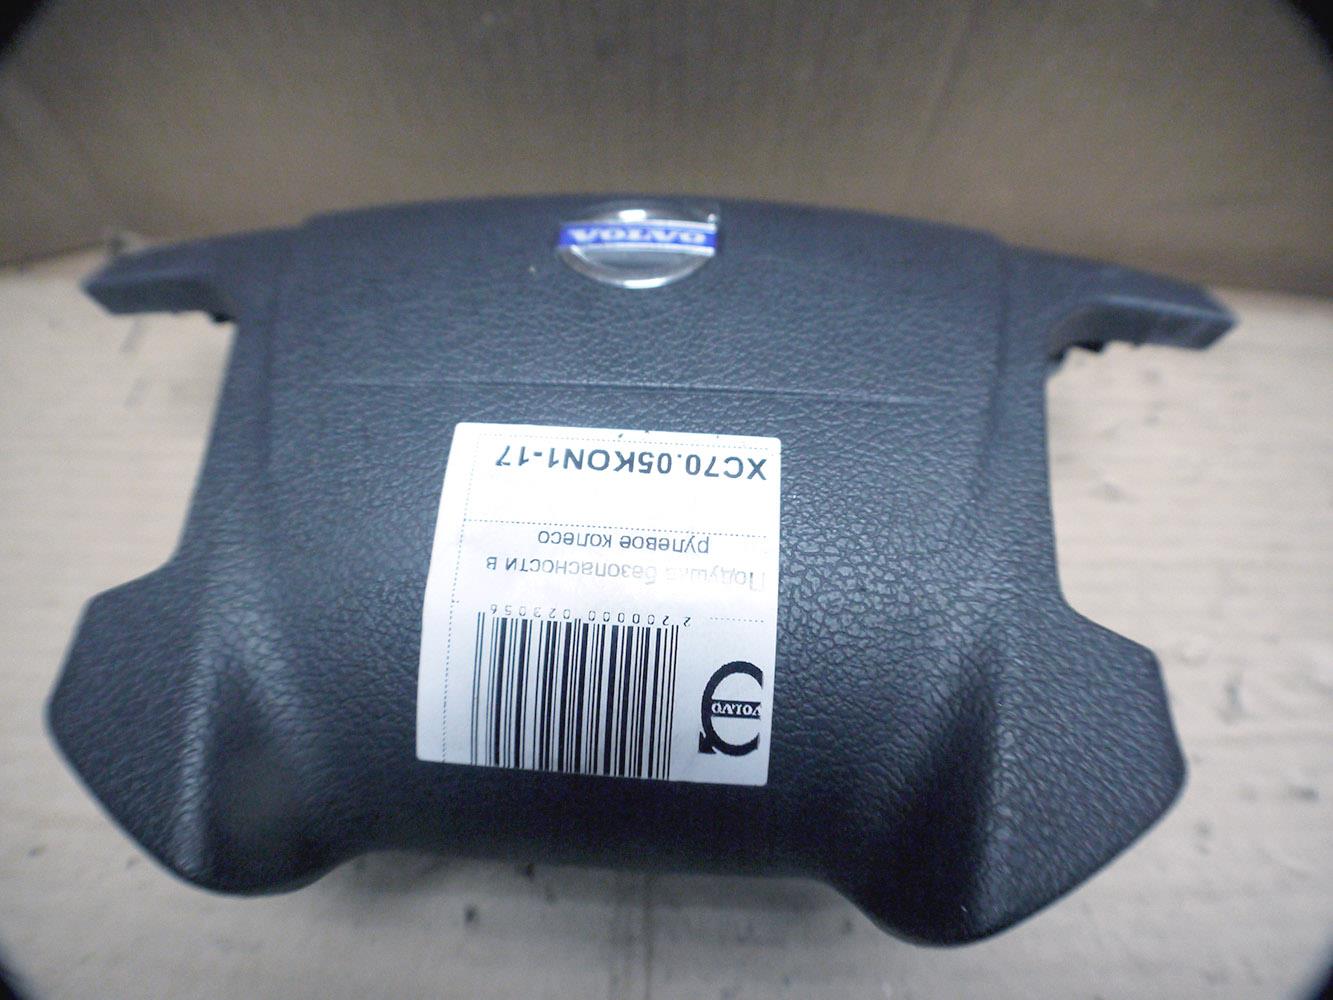 VOLVO
XC70.05KON1-17
рулевое колесо
Подушка безопасности в
2 200000 023056
VOLVO